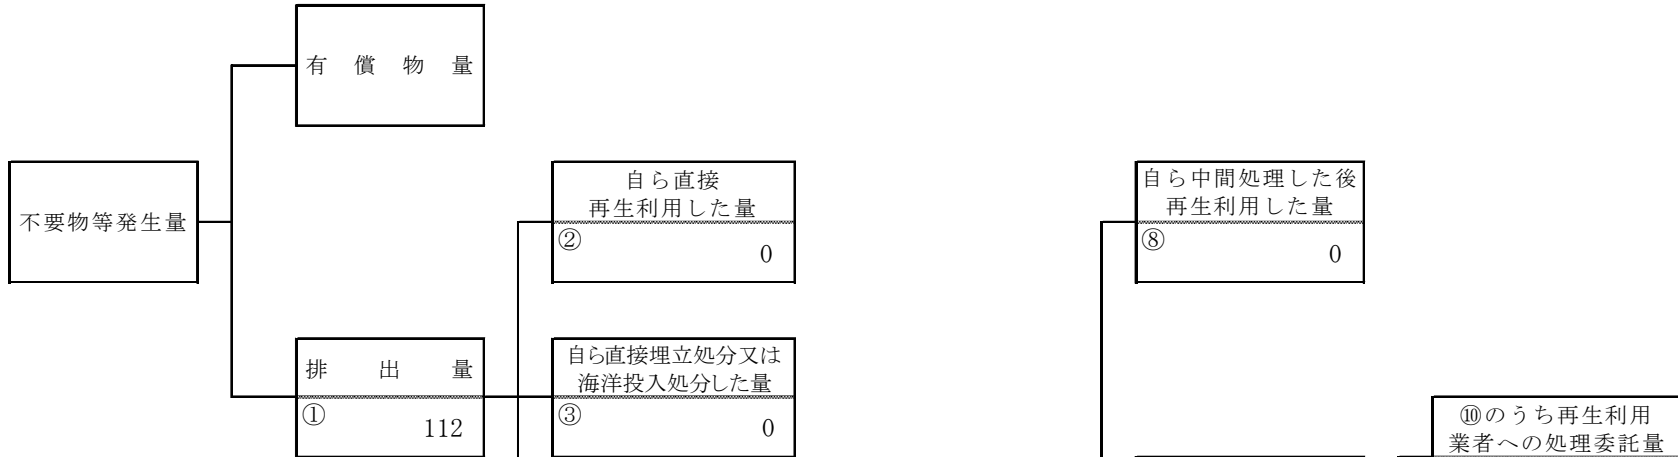 有償物量
不要物等発生量
自ら直接
再生利用した量
② 0
自ら中間処理した後
再生利用した量
⑧ 0
排出量
① 112
自ら直接埋立処分又は
海洋投入処分した量
③ 0
⑩のうち再生利用
業者への処理委託量